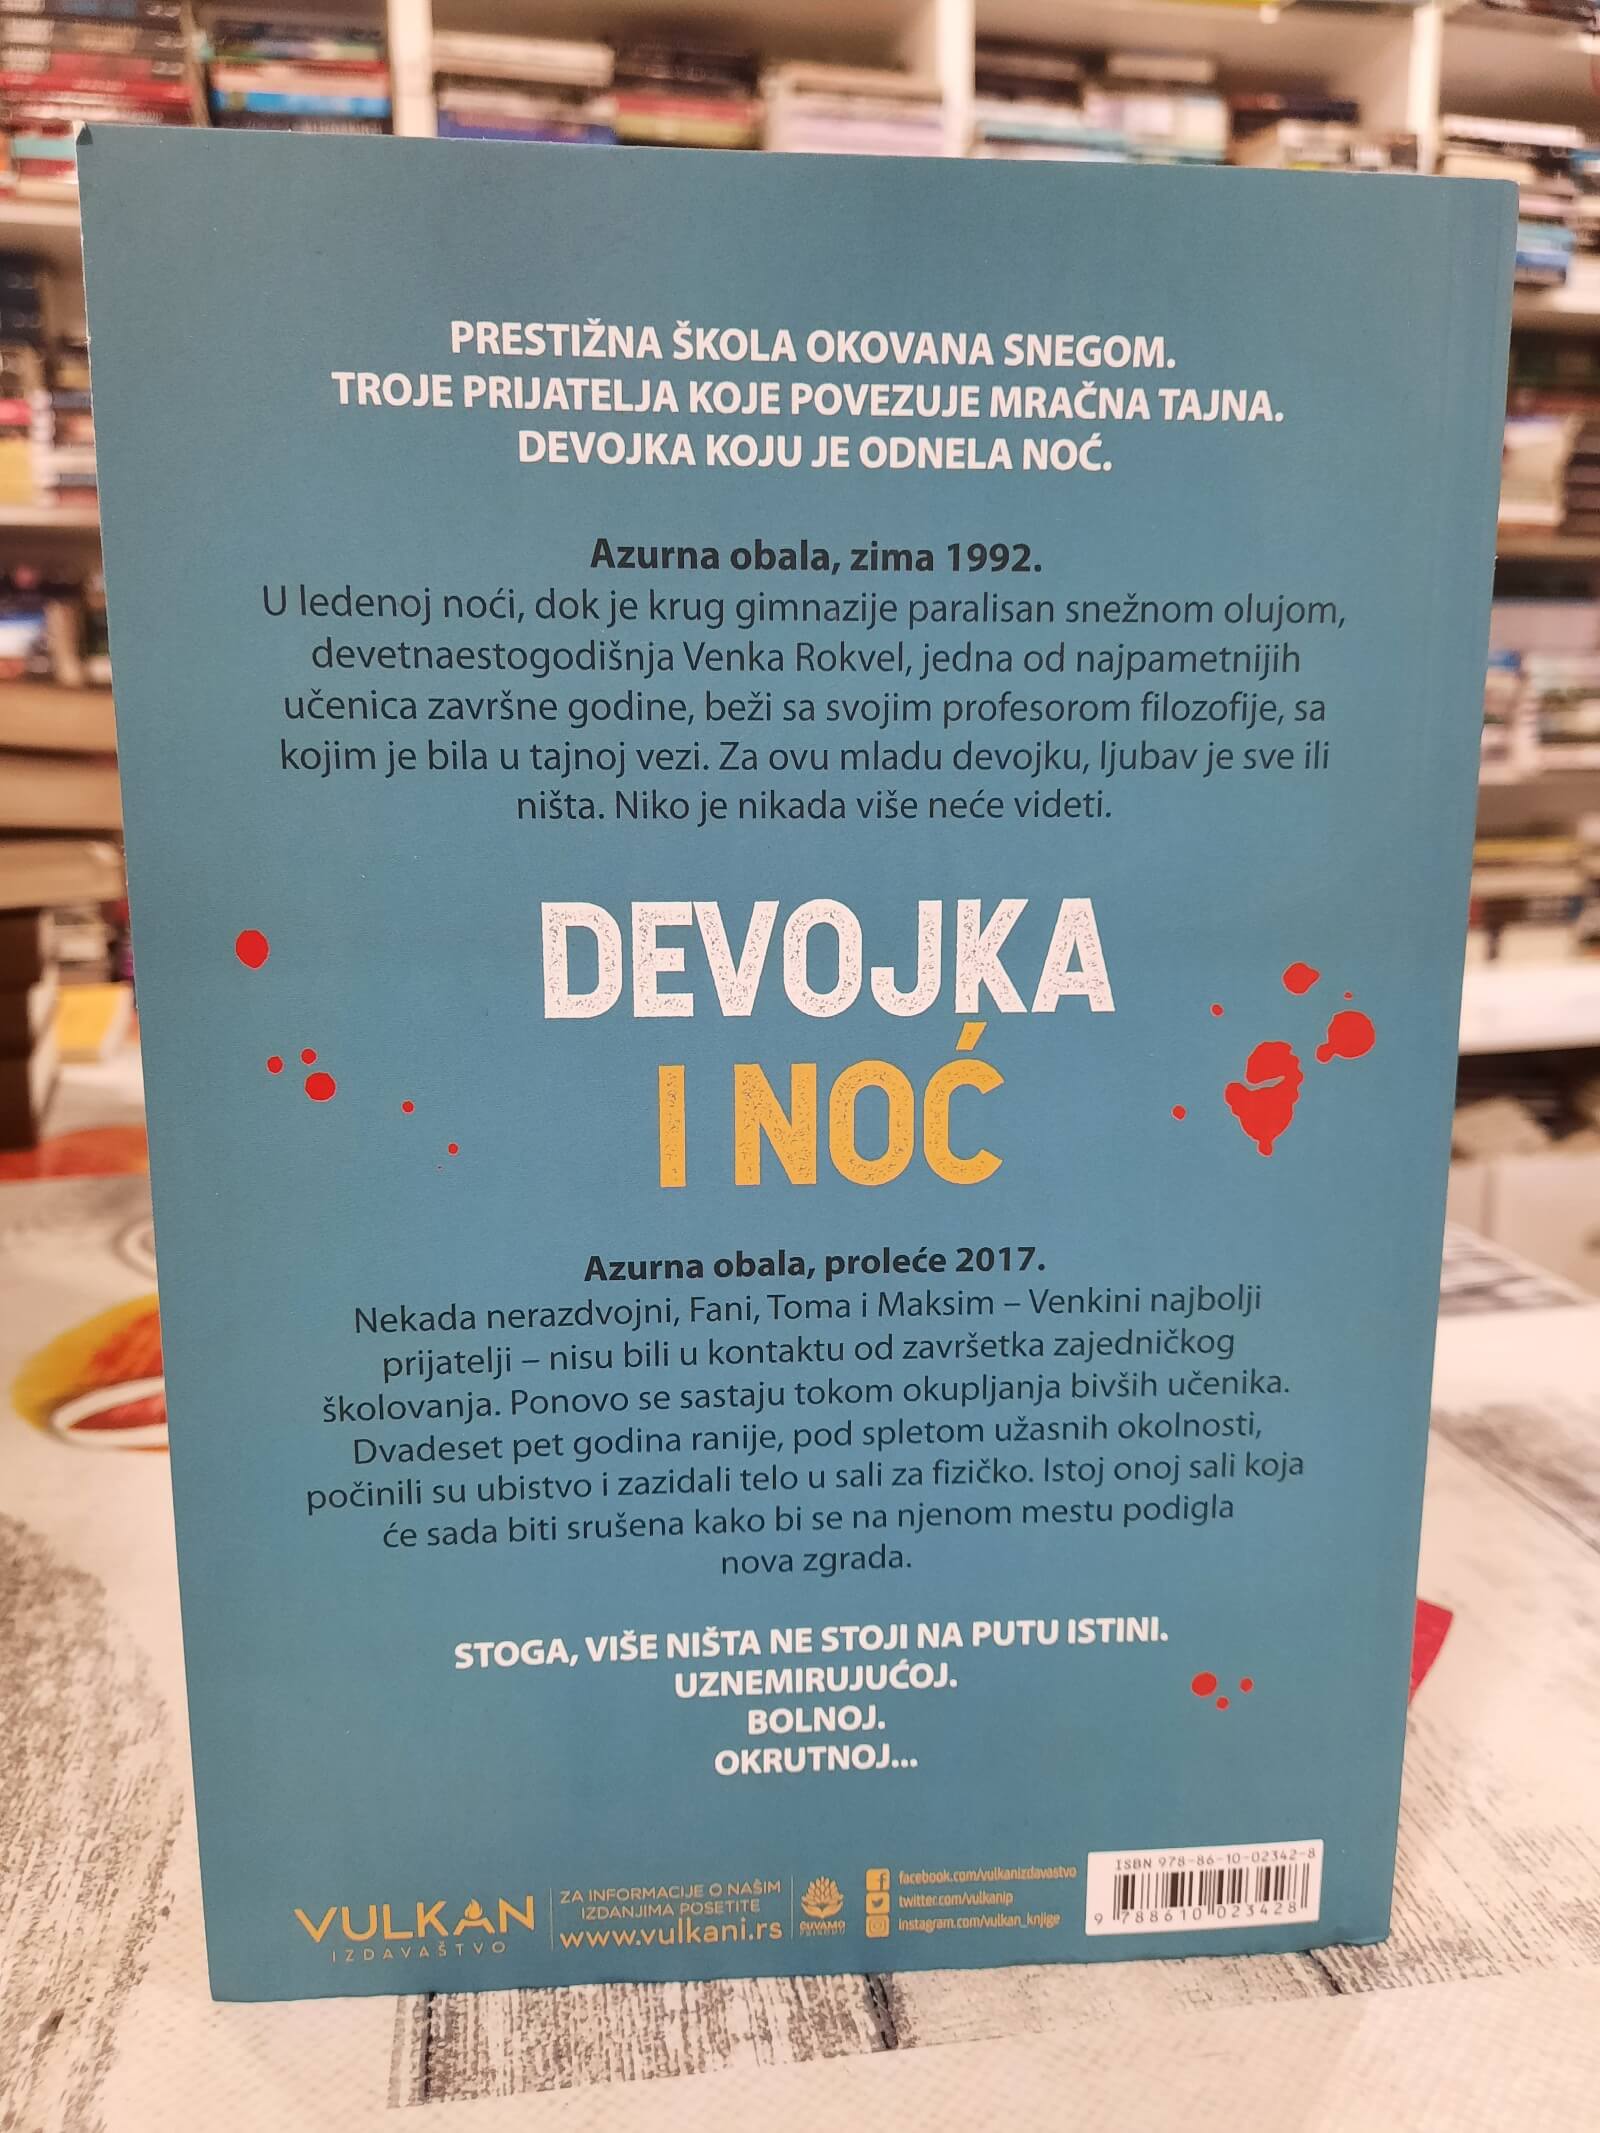 PRESTIŽNA ŠKOLA OKOVANA SNEGOM.
TROJE PRIJATELJA KOJE POVEZUJE MRAČNA TAJNA.
DEVOJKA KOJU JE ODNELA NOĆ.
Azurna obala, zima 1992.
U ledenoj noći, dok je krug gimnazije paralisan snežnom olujom,
devetnaestogodišnja Venka Rokvel, jedna od najpametnijih
učenica završne godine, beži sa svojim profesorom filozofije, sa
kojim je bila u tajnoj vezi. Za ovu mladu devojku, ljubav je sve ili
ništa. Niko je nikada više neće videti.
DEVOJKA
I NOĆ
Azurna obala, proleće 2017.
Nekada nerazdvojni, Fani, Toma i Maksim – Venkini najbolji
prijatelji – nisu bili u kontaktu od završetka zajedničkog
školovanja. Ponovo se sastaju tokom okupljanja bivših učenika.
Dvadeset pet godina ranije, pod spletom užasnih okolnosti,
počinili su ubistvo i zazidali telo u sali za fizičko. Istoj onoj sali koja
će sada biti srušena kako bi se na njenom mestu podigla
nova zgrada.
STOGA, VIŠE NIŠTA NE STOJI NA PUTU ISTINI.
UZNEMIRUJUĆOJ.
BOLNOJ.
OKRUTNOJ...
VULKAN
IZDAVAŠTVO
ZA INFORMACIJE O NAŠIM
IZDANJIMA POSETITE
www.vulkani.rs
ČUVAMO
PRIRODU
facebook.com/vulkanizdavastvo
twitter.com/vulkanip
instagram.com/vulkan_knjige
ISBN 978-86-10-02342-8
9 788610 023428